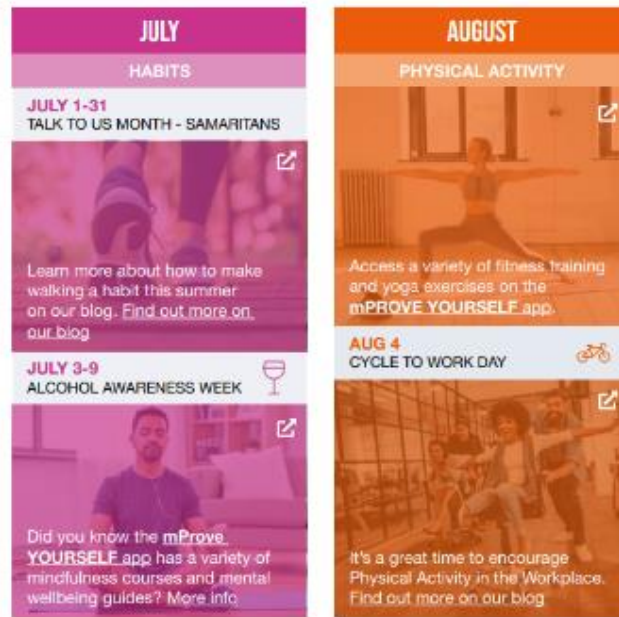 JULY
HABITS
JULY 1-31
TALK TO US MONTH - SAMARITANS
Learn more about how to make
walking a habit this summer
on our blog. Find out more on
our blog
JULY 3-9
ALCOHOL AWARENESS WEEK
Did you know the mProve
YOURSELF app has a variety of
mindfulness courses and mental
wellbeing guides? More info
AUGUST
PHYSICAL ACTIVITY
Access a variety of fitness training
and yoga exercises on the
mPROVE YOURSELF app.
AUG 4
CYCLE TO WORK DAY
It's a great time to encourage
Physical Activity in the Workplace.
Find out more on our blog